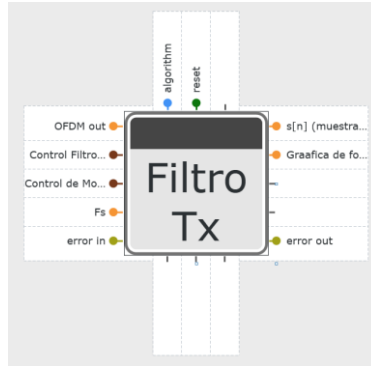 algorithm
reset
OFDM out
s[n] (muestra...
Control Filtro...
Graafica de fo...
Control de Mo...
Fs
error in
error out
Filtro
Tx